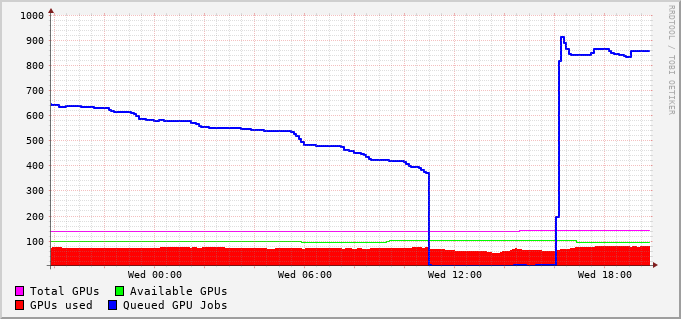 1000
900
800
700
600
500
400
300
200
100
Wed 00:00 Wed 06:00 Wed 12:00 Wed 18:00
Total GPUs Available GPUs
GPUs used Queued GPU Jobs
RRDTOOL / TOBI OETIKER